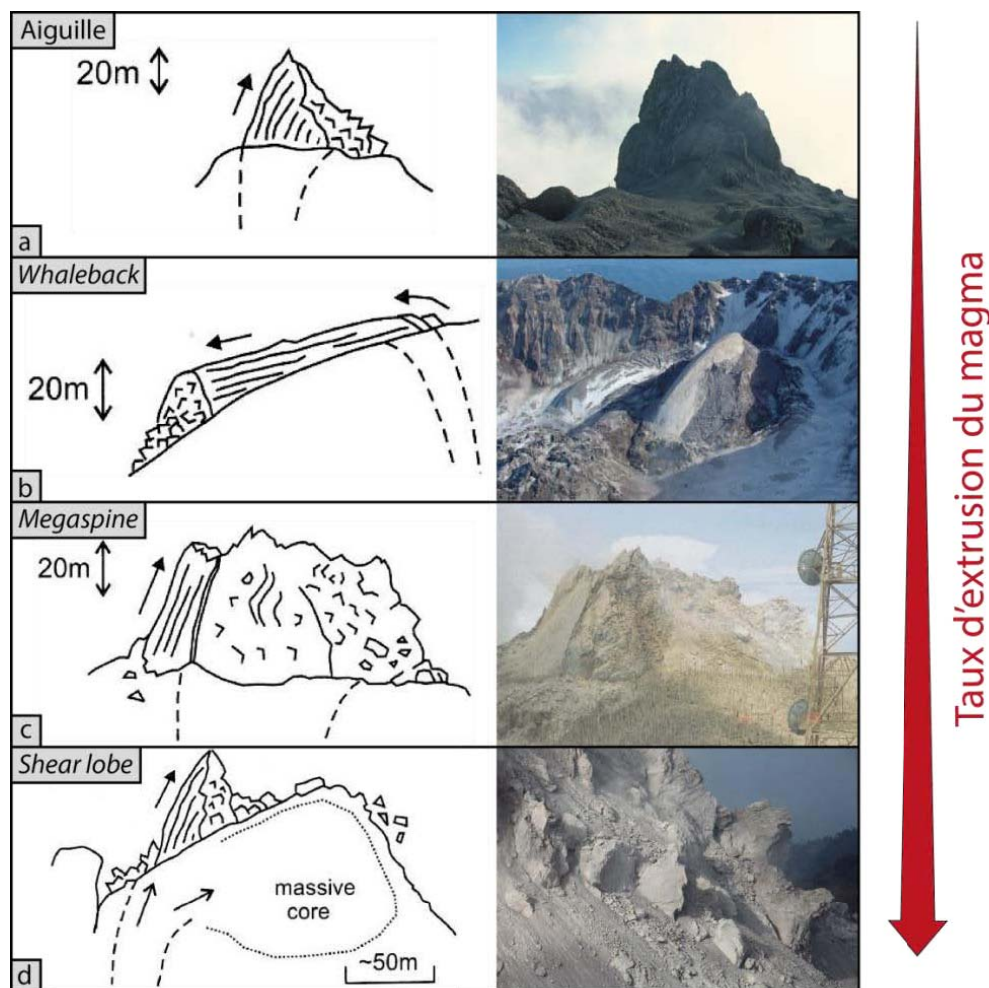 Aiguille
20m
a
Whaleback
20m
b
Megaspine
20m
c
Shear lobe
massive
core
~50m
d
Taux d'extrusion du magma